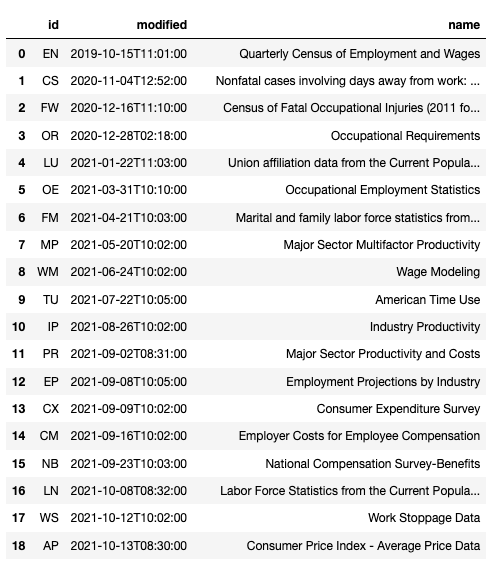 id modified name
0 EN 2019-10-15T11:01:00 Quarterly Census of Employment and Wages
1 CS 2020-11-04T12:52:00 Nonfatal cases involving days away from work: ...
2 FW 2020-12-16T11:10:00 Census of Fatal Occupational Injuries (2011 fo...
3 OR 2020-12-28T02:18:00 Occupational Requirements
4 LU 2021-01-22T11:03:00 Union affiliation data from the Current Popula...
5 OE 2021-03-31T10:10:00 Occupational Employment Statistics
6 FM 2021-04-21T10:03:00 Marital and family labor force statistics from...
7 MP 2021-05-20T10:02:00 Major Sector Multifactor Productivity
8 WM 2021-06-24T10:02:00 Wage Modeling
9 TU 2021-07-22T10:05:00 American Time Use
10 IP 2021-08-26T10:02:00 Industry Productivity
11 PR 2021-09-02T08:31:00 Major Sector Productivity and Costs
12 EP 2021-09-08T10:05:00 Employment Projections by Industry
13 CX 2021-09-09T10:02:00 Consumer Expenditure Survey
14 CM 2021-09-16T10:02:00 Employer Costs for Employee Compensation
15 NB 2021-09-23T10:03:00 National Compensation Survey-Benefits
16 LN 2021-10-08T08:32:00 Labor Force Statistics from the Current Popula...
17 WS 2021-10-12T10:02:00 Work Stoppage Data
18 AP 2021-10-13T08:30:00 Consumer Price Index - Average Price Data